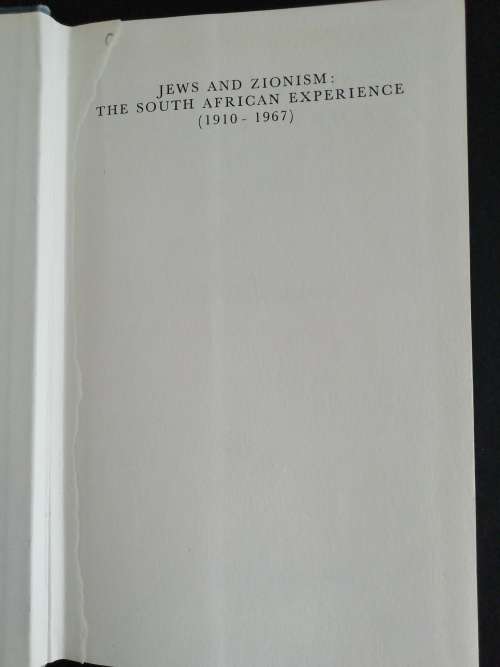 JEWS AND ZIONISM:
THE SOUTH AFRICAN EXPERIENCE
(1910 - 1967)